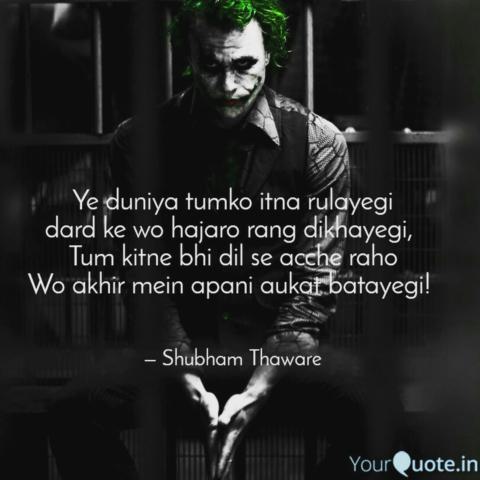 Ye duniya tumko itna rulayegi
dard ke wo hajaro rang dikhayegi,
Tum kitne bhi dil se acche raho
Wo akhir mein apani aukat batayegi!
— Shubham Thaware
YourQuote.in